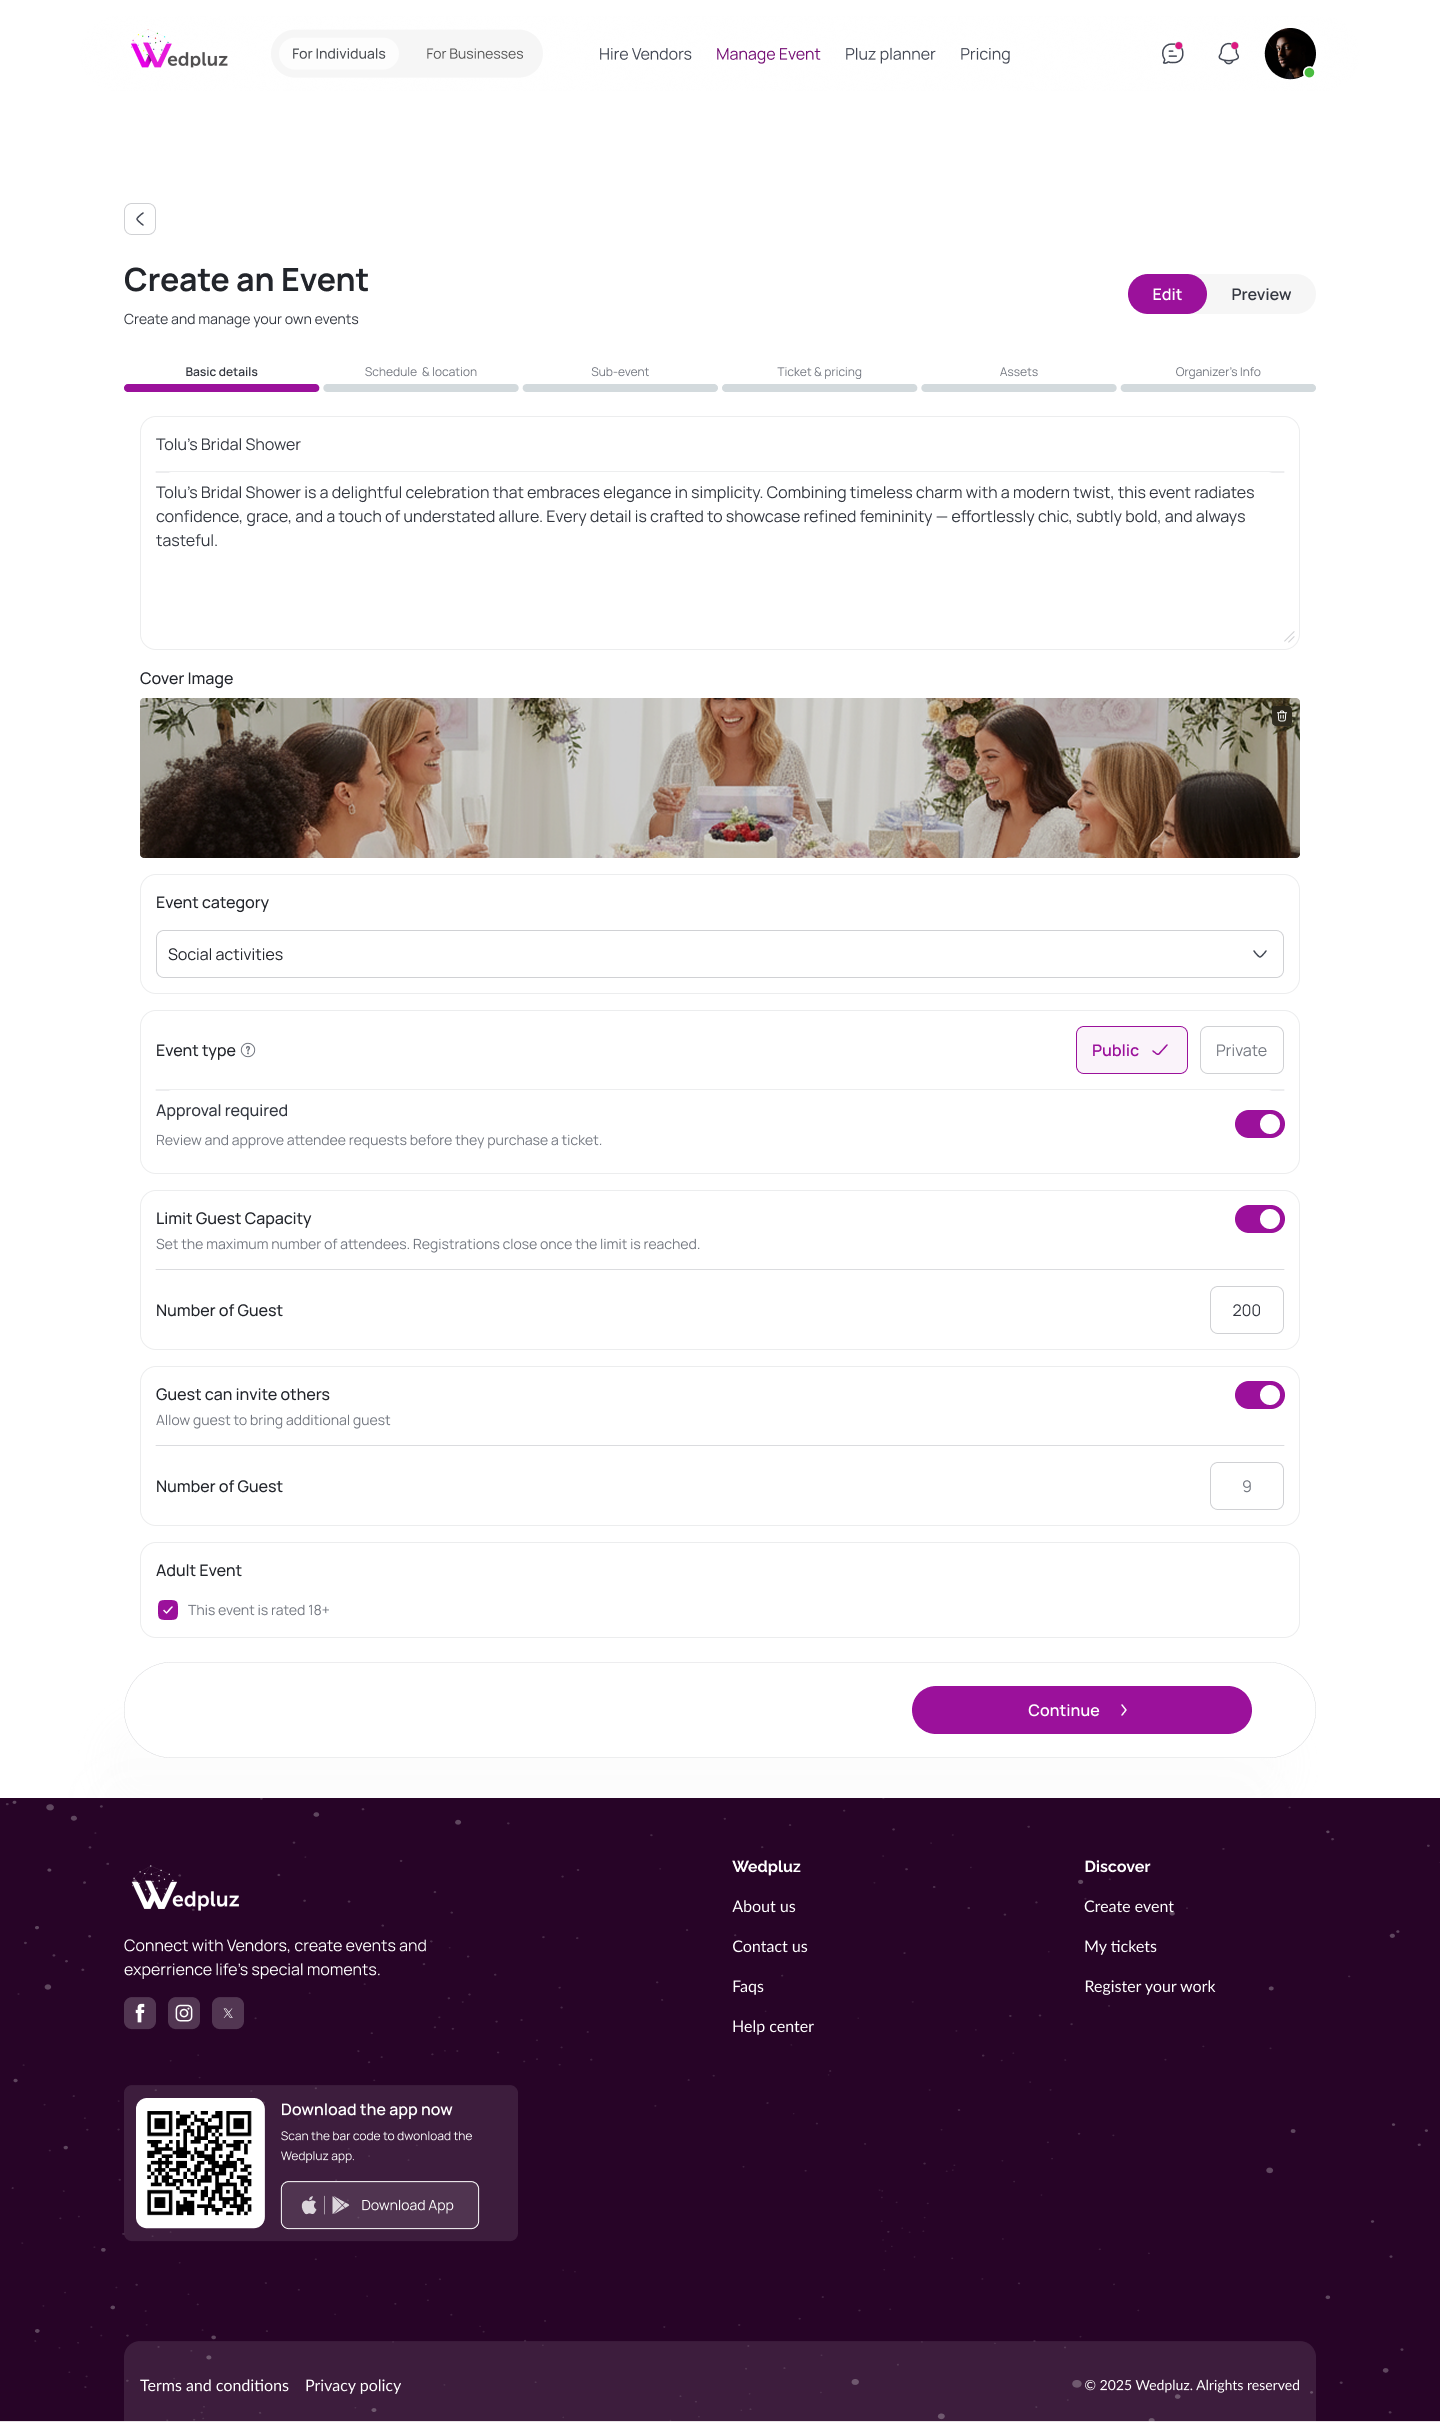 Wedpluz
For Individuals
For Businesses
Hire Vendors
Manage Event
Pluz planner
Pricing
Create an Event
Create and manage your own events
Edit
Preview
Basic details
Schedule & location
Sub-event
Ticket & pricing
Assets
Organizer's Info
Tolu's Bridal Shower
Tolu's Bridal Shower is a delightful celebration that embraces elegance in simplicity. Combining timeless charm with a modern twist, this event radiates
confidence, grace, and a touch of understated allure. Every detail is crafted to showcase refined femininity — effortlessly chic, subtly bold, and always
tasteful.
Cover Image
Event category
Social activities
Event type
Public
Private
Approval required
Review and approve attendee requests before they purchase a ticket.
Limit Guest Capacity
Set the maximum number of attendees. Registrations close once the limit is reached.
Number of Guest
200
Guest can invite others
Allow guest to bring additional guest
Number of Guest
9
Adult Event
This event is rated 18+
Continue
Wedpluz
Connect with Vendors, create events and
experrience life's special moments.
Wedpluz
About us
Contact us
Faqs
Help center
Discover
Create event
My tickets
Register your work
Download the app now
Scan the bar code to dwonload the
Wedpluz app.
Download App
Terms and conditions
Privacy policy
© 2025 Wedpluz. Alrights reserved